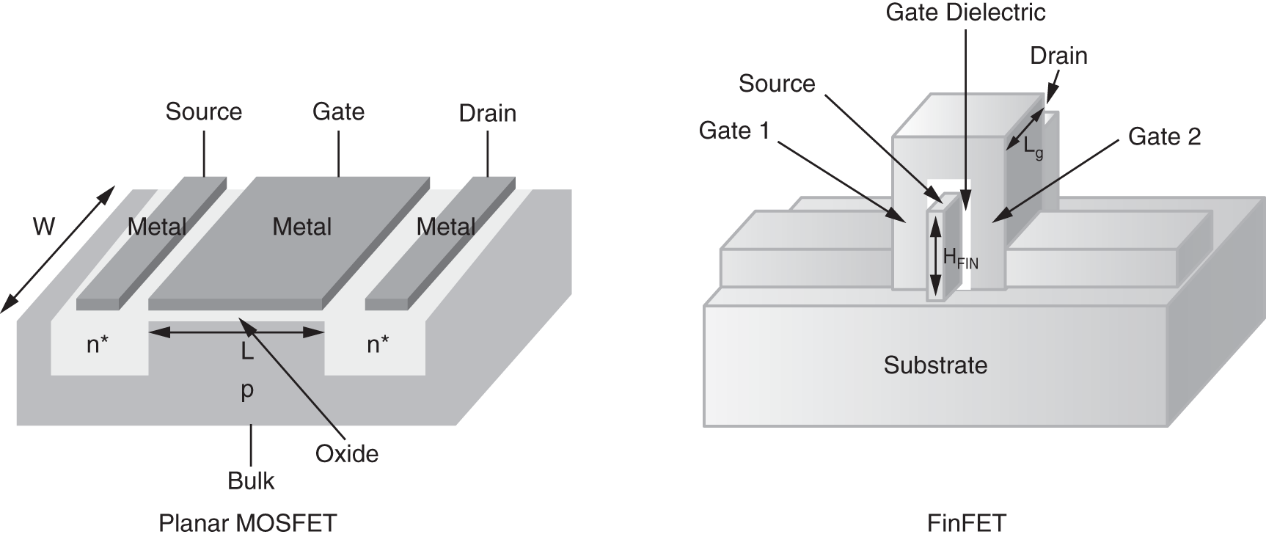 Source
Gate
Drain
W
Metal
Metal
Metal
n*
n*
L
p
Oxide
Bulk
Planar MOSFET
Gate Dielectric
Drain
Source
Gate 1
Gate 2
Lg
HFIN
Substrate
FinFET